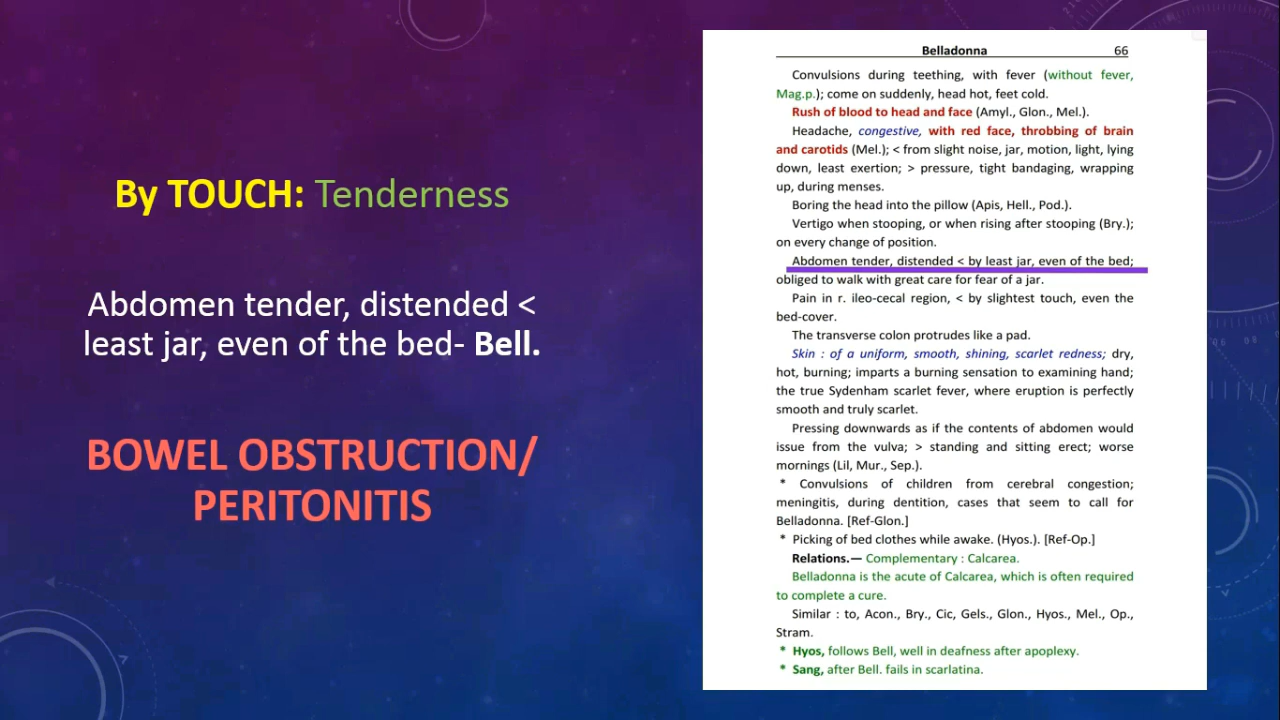 By TOUCH: Tenderness
Abdomen tender, distended <
least jar, even of the bed- Bell.
BOWEL OBSTRUCTION/
PERITONITIS
Belladonna 66
Convulsions during teething, with fever (without fever,
Mag.p.); come on suddenly, head hot, feet cold.
Rush of blood to head and face (Amyl., Glon., Mel.).
Headache, congestive, with red face, throbbing of brain
and carotids (Mel.); < from slight noise, jar, motion, light, lying
down, least exertion; > pressure, tight bandaging, wrapping
up, during menses.
Boring the head into the pillow (Apis, Hell., Pod.).
Vertigo when stooping, or when rising after stooping (Bry.);
on every change of position.
Abdomen tender, distended < by least jar, even of the bed;
obliged to walk with great care for fear of a jar.
Pain in r. ileo-cecal region, < by slightest touch, even the
bed-cover.
The transverse colon protrudes like a pad.
Skin : of a uniform, smooth, shining, scarlet redness; dry,
hot, burning; imparts a burning sensation to examining hand;
the true Sydenham scarlet fever, where eruption is perfectly
smooth and truly scarlet.
Pressing downwards as if the contents of abdomen would
issue from the vulva; > standing and sitting erect; worse
mornings (Lil, Mur., Sep.).
* Convulsions of children from cerebral congestion;
meningitis, during dentition, cases that seem to call for
Belladonna. [Ref-Glon.]
* Picking of bed clothes while awake. (Hyos.). [Ref-Op.]
Relations.— Complementary : Calcarea.
Belladonna is the acute of Calcarea, which is often required
to complete a cure.
Similar : to, Acon., Bry., Cic, Gels., Glon., Hyos., Mel., Op.,
Stram.
* Hyos, follows Bell, well in deafness after apoplexy.
* Sang, after Bell. fails in scarlatina.